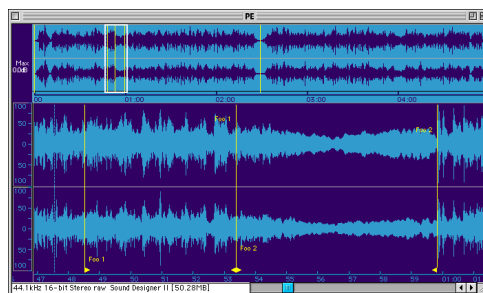 PE
Max
0.0dB
:00 01:00 02:00 03:00 04:00
100
50
0
50
100
Foo 1
Foo 2
100
50
0
50
100
Foo 2
Foo 1
47 48 49 50 51 52 53 54 55 56 57 58 59 01:00 :01
44.1kHz 16-bit Stereo raw Sound Designer II [50.28MB]